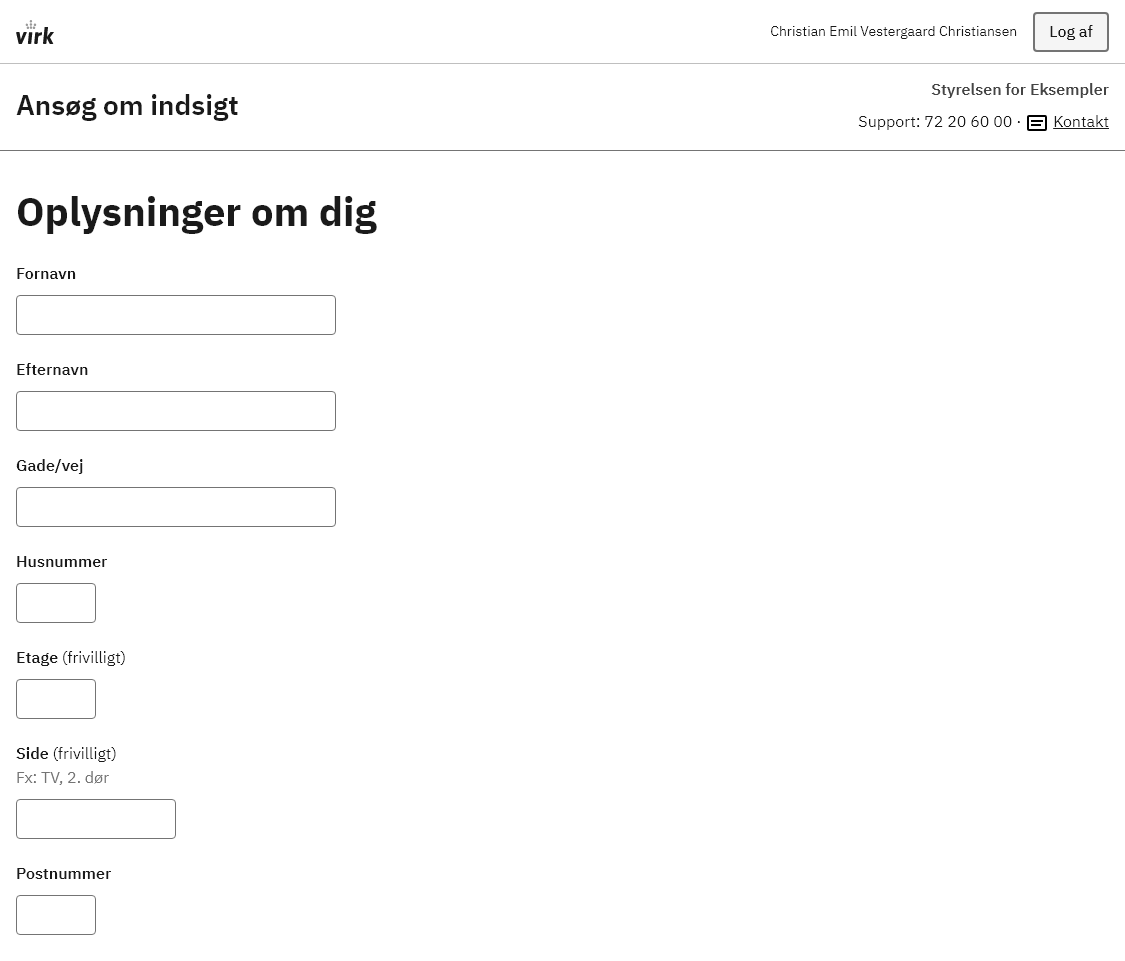 virk
Christian Emil Vestergaard Christiansen
Log af
Ansøg om indsigt
Styrelsen for Eksempler
Support: 72 20 60 00 · Kontakt
Oplysninger om dig
Fornavn
Efternavn
Gade/vej
Husnummer
Etage (frivilligt)
Side (frivilligt)
Fx: TV, 2. dør
Postnummer